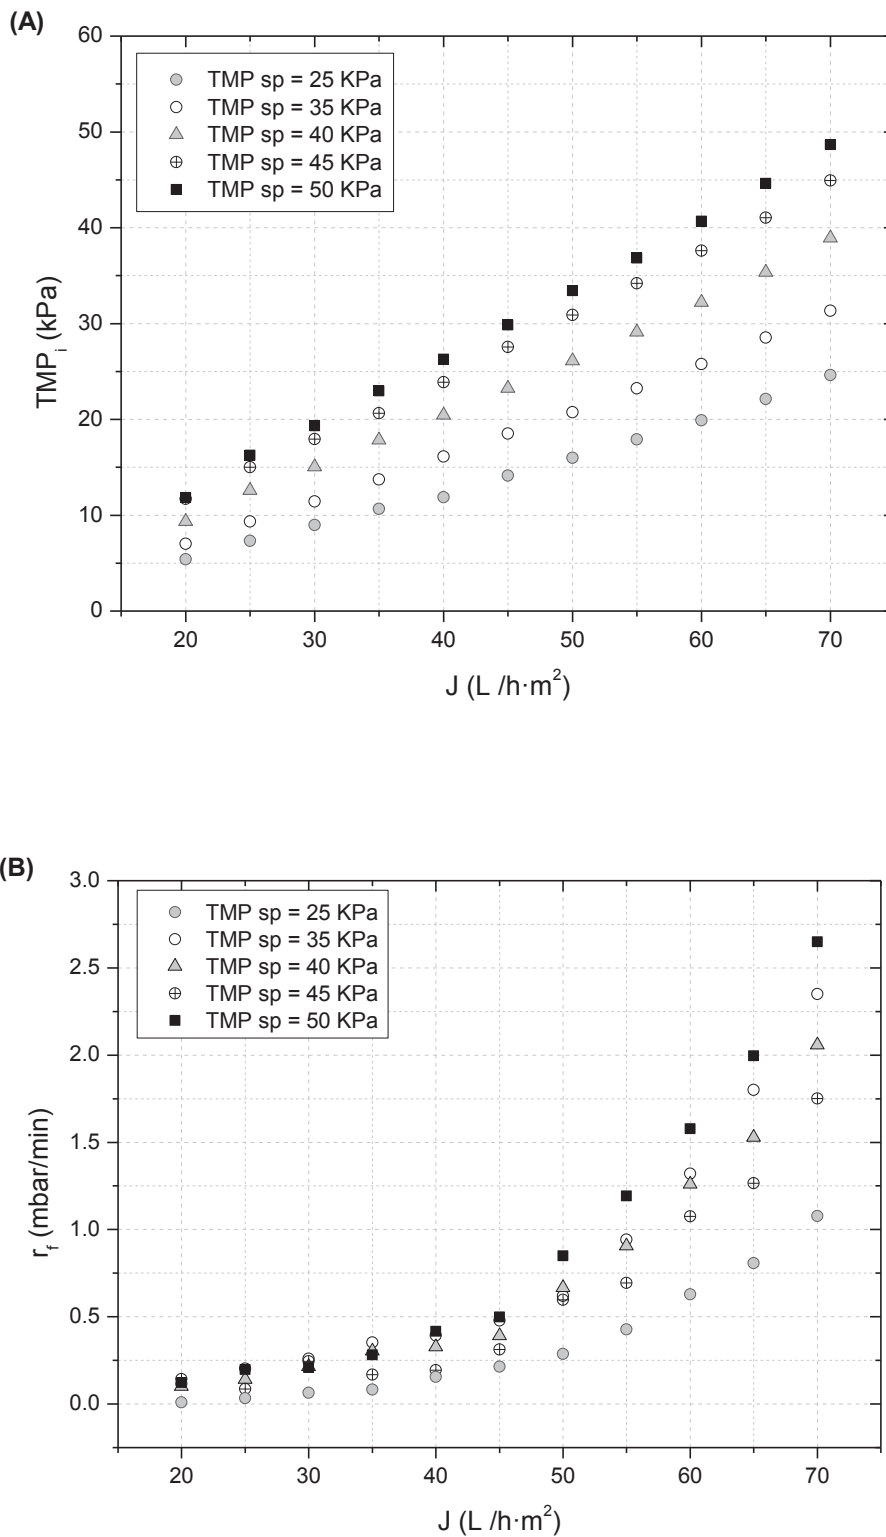 (A)
60
50
40
30
20
10
0
TMP sp = 25 KPa
TMP sp = 35 KPa
TMP sp = 40 KPa
TMP sp = 45 KPa
TMP sp = 50 KPa
TMPi (kPa)
20 30 40 50 60 70
J (L /h·m²)
(B)
3.0
2.5
2.0
1.5
1.0
0.5
0.0
TMP sp = 25 KPa
TMP sp = 35 KPa
TMP sp = 40 KPa
TMP sp = 45 KPa
TMP sp = 50 KPa
rf (mbar/min)
20 30 40 50 60 70
J (L /h·m²)